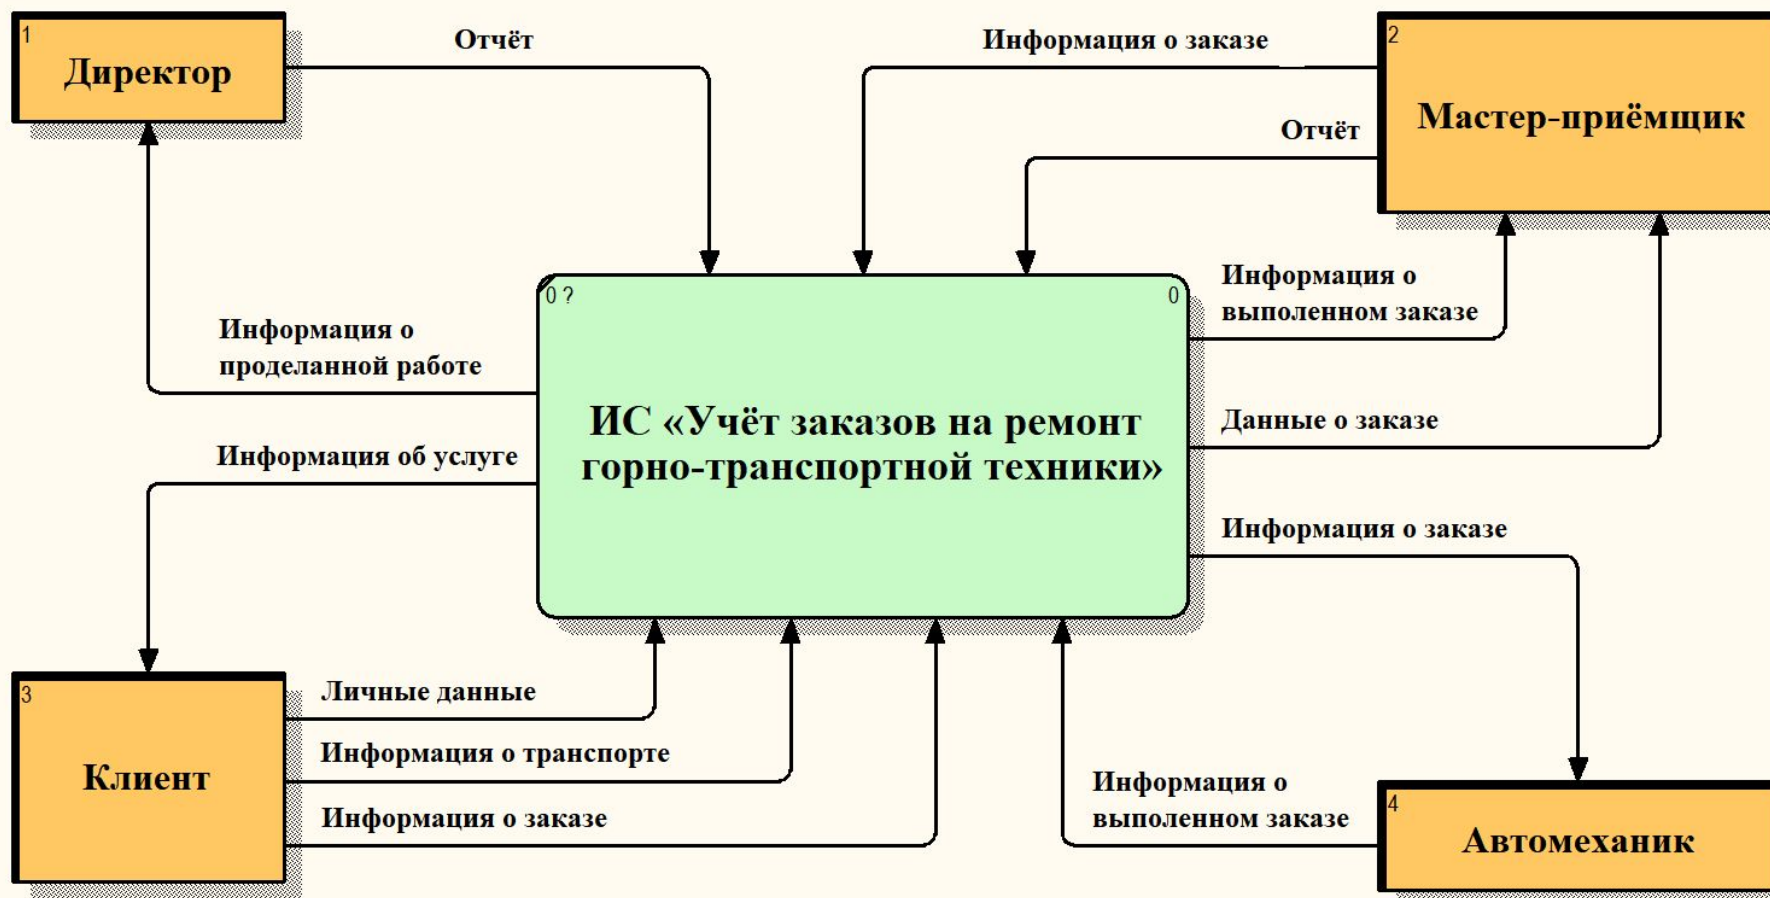 1
Директор
Отчёт
Информация о заказе
2
Мастер-приёмщик
Отчёт
Информация о
проделанной работе
0 ?
0
ИС «Учёт заказов на ремонт
горно-транспортной техники»
Информация о
выполенном заказе
Данные о заказе
Информация об услуге
Информация о заказе
3
Клиент
Личные данные
Информация о транспорте
Информация о заказе
Информация о
выполенном заказе
4
Автомеханик